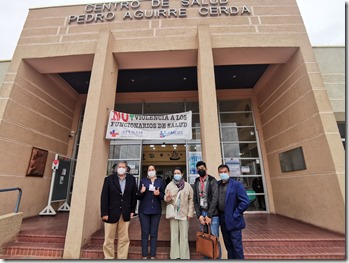 CENTRO DE SALUD
PEDRO AGUIRRE CERDA
NO + VIOLENCIA A LOS
FUNCIONARIOS DE SALUD